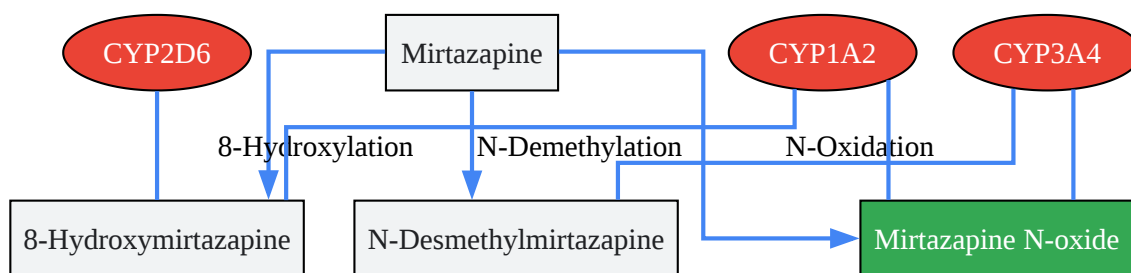 CYP2D6
Mirtazapine
CYP1A2
CYP3A4
8-Hydroxylation
N-Demethylation
N-Oxidation
8-Hydroxymirtazapine
N-Desmethylmirtazapine
Mirtazapine N-oxide